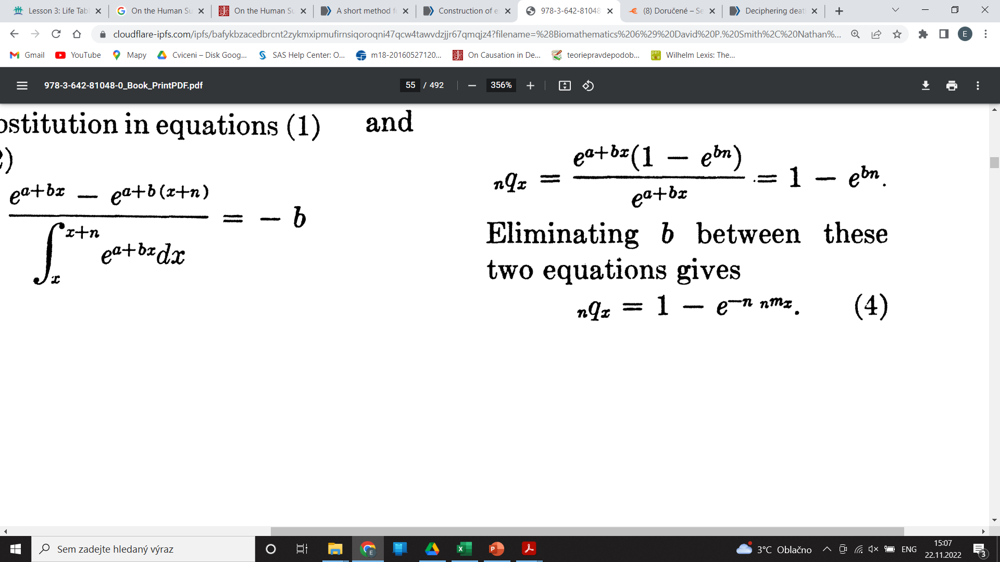 Lesson 3: Life Tab
On the Human Su
On the Human Su
A short method f
Construction of e
978-3-642-81048
(8) Doručené – Se
Deciphering deat
cloudflare-ipfs.com/ipfs/bafykbzacedbrcnt2zykmxipmufirnsiqoroqni47qcw4tawvdzjjr67qmqjz4?filename=%28Biomathematics%206%29%20David%20P.%20Smith%2C%20Nathan%...
E
Gmail
YouTube
Mapy
Cviceni – Disk Goog...
SAS Help Center: O...
m18-20160527120...
On Causation in De...
teoriepravdepodob...
Wilhelm Lexis: The...
978-3-642-81048-0_Book_PrintPDF.pdf
55 / 492
356%
ostitution in equations (1) and
2)
e^{a+bx} − e^{a+b(x+n)} / ∫_x^{x+n} e^{a+bx}dx = − b
_nq_x = e^{a+bx}(1 − e^{bn}) / e^{a+bx} = 1 − e^{bn}.
Eliminating b between these
two equations gives
_nq_x = 1 − e^{−n _nm_x}. (4)
Sem zadejte hledaný výraz
3°C Oblačno
ENG
15:07
22.11.2022
3